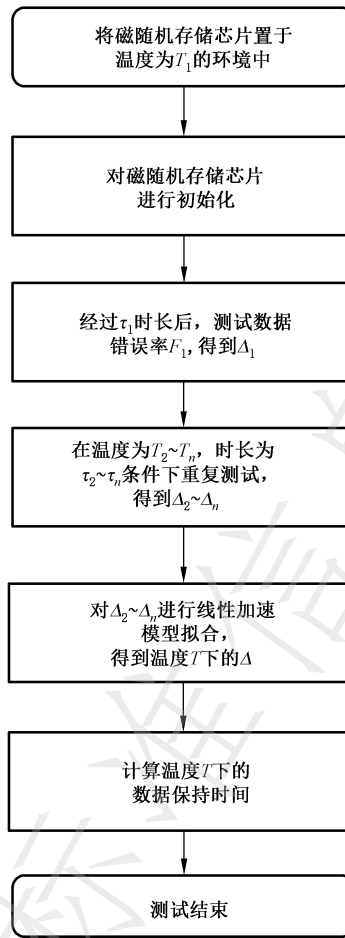 将磁随机存储芯片置于
温度为T₁的环境中
对磁随机存储芯片
进行初始化
经过τ₁时长后，测试数据
错误率F₁,得到Δ₁
在温度为T₂~Tₙ，时长为
τ₂~τₙ条件下重复测试，
得到Δ₂~Δₙ
对Δ₂~Δₙ进行线性加速
模型拟合，
得到温度T下的Δ
计算温度T下的
数据保持时间
测试结束